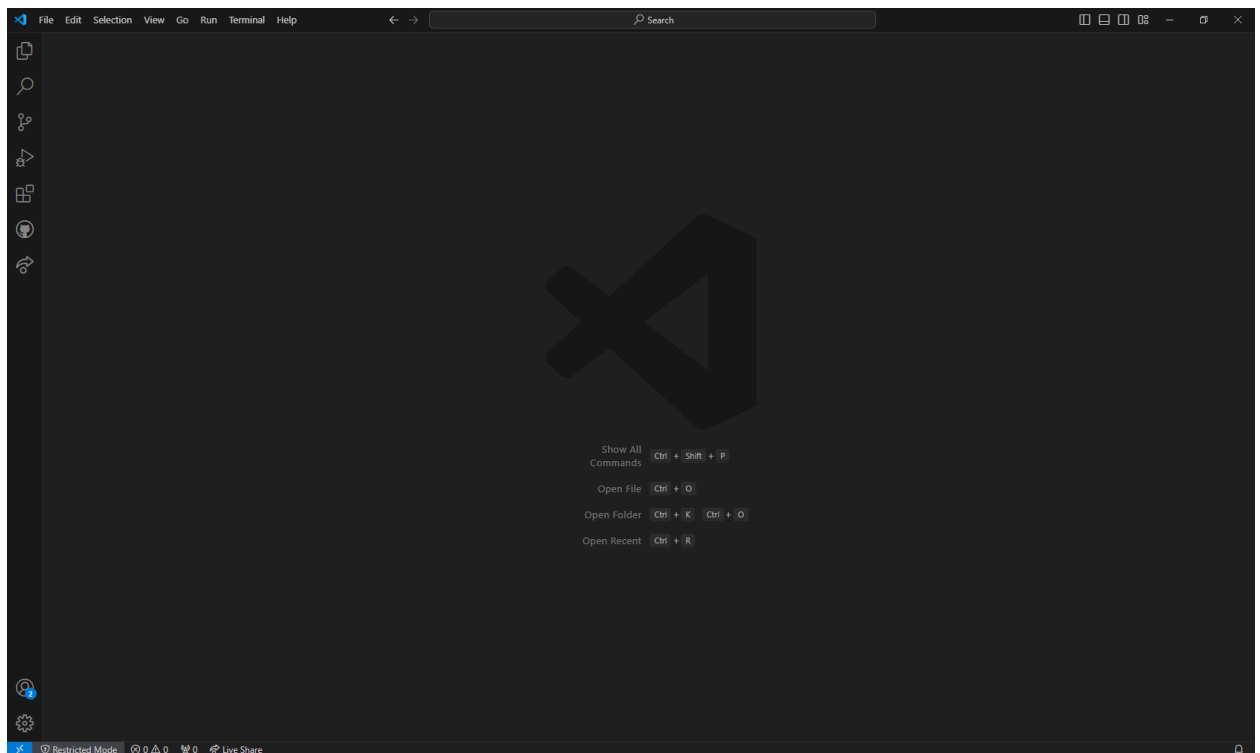 File Edit Selection View Go Run Terminal Help
Search
Show All
Commands Ctrl + Shift + P
Open File Ctrl + O
Open Folder Ctrl + K Ctrl + O
Open Recent Ctrl + R
2
Restricted Mode 0 0 0 Live Share